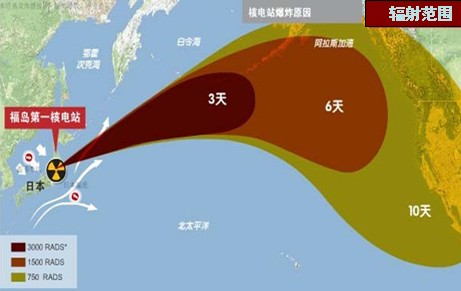 核电站爆炸原因
辐射范围
鄂霍
次克海
白令海
阿拉斯加湾
3天
6天
10天
福岛第一核电站
日本
北太平洋
3000 RADS*
1500 RADS
750 RADS